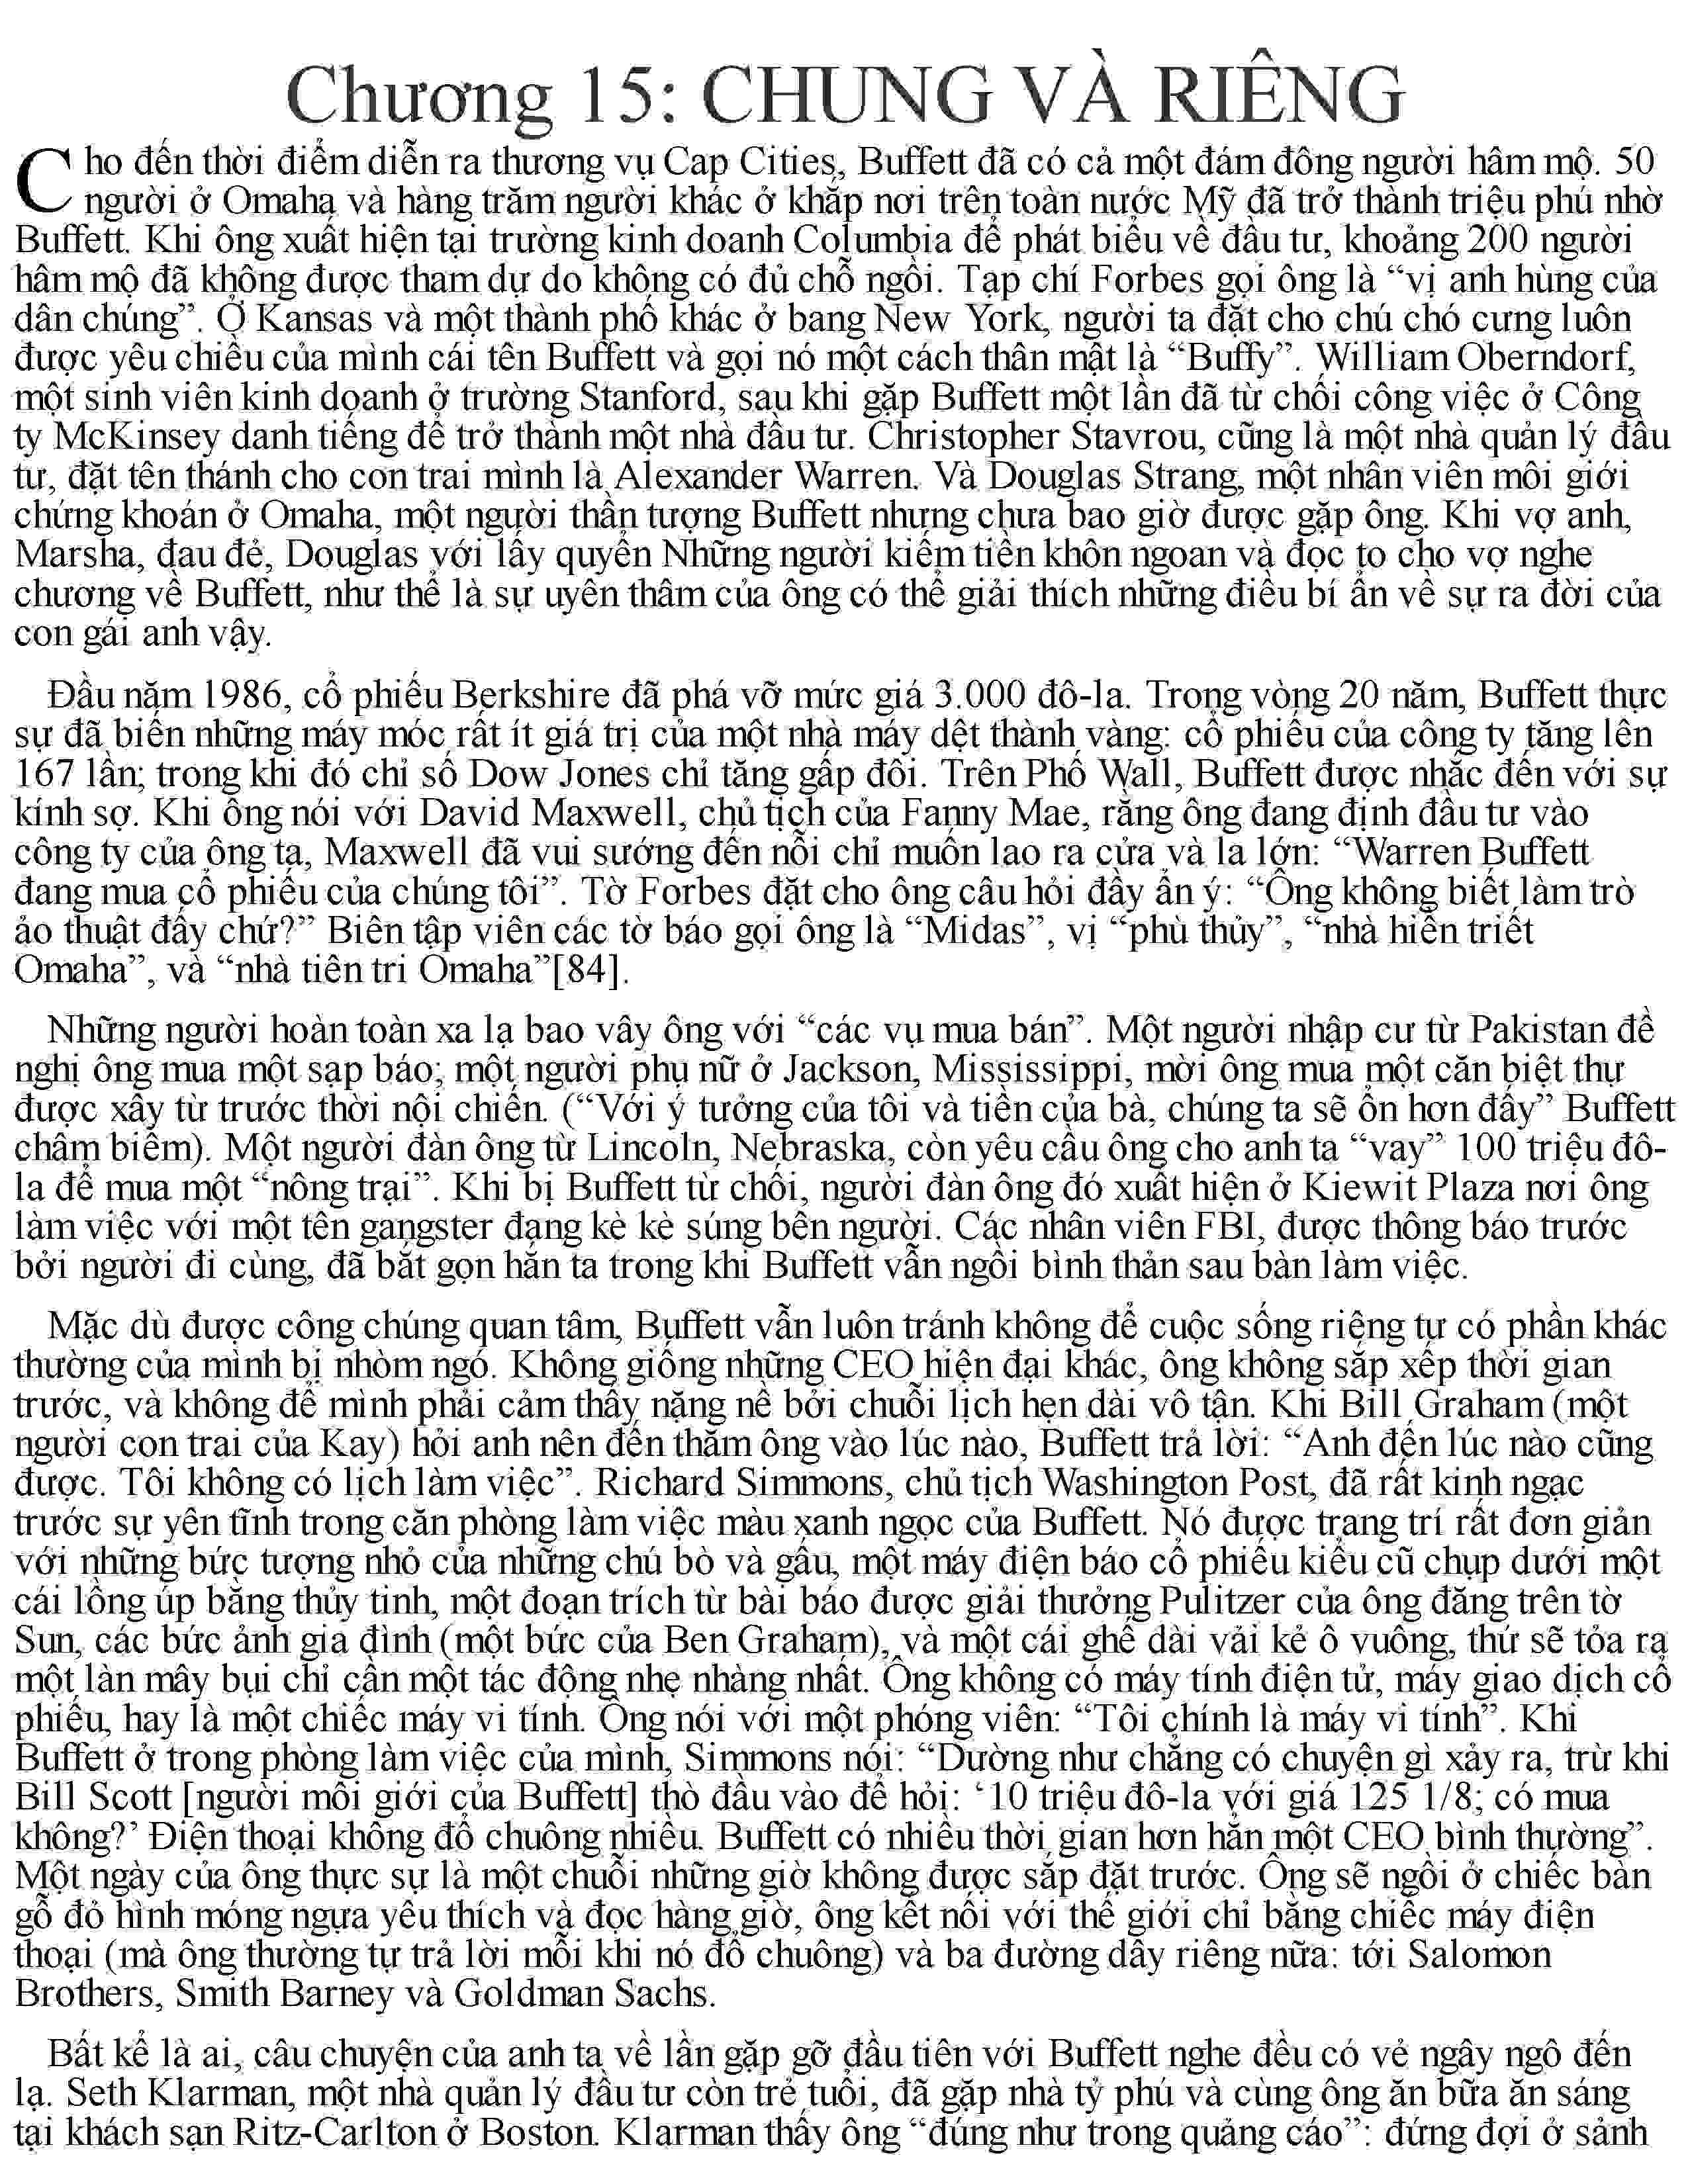 Chương 15: CHUNG VÀ RIÊNG
Cho đến thời điểm diễn ra thương vụ Cap Cities, Buffett đã có cả một đám đông người hâm mộ. 50
người ở Omaha và hàng trăm người khác ở khắp nơi trên toàn nước Mỹ đã trở thành triệu phú nhờ
Buffett. Khi ông xuất hiện tại trường kinh doanh Columbia để phát biểu về đầu tư, khoảng 200 người
hâm mộ đã không được tham dự do không có đủ chỗ ngồi. Tạp chí Forbes gọi ông là “vị anh hùng của
dân chúng”. Ở Kansas và một thành phố khác ở bang New York, người ta đặt cho chú chó cưng luôn
được yêu chiều của mình cái tên Buffett và gọi nó một cách thân mật là “Buffy”. William Oberndorf,
một sinh viên kinh doanh ở trường Stanford, sau khi gặp Buffett một lần đã từ chối công việc ở Công
ty McKinsey danh tiếng để trở thành một nhà đầu tư. Christopher Stavrou, cũng là một nhà quản lý đầu
tư, đặt tên thánh cho con trai mình là Alexander Warren. Và Douglas Strang, một nhân viên môi giới
chứng khoán ở Omaha, một người thần tượng Buffett nhưng chưa bao giờ được gặp ông. Khi vợ anh,
Marsha, đau đẻ, Douglas với lấy quyển Những người kiếm tiền khôn ngoan và đọc to cho vợ nghe
chương về Buffett, như thể là sự uyên thâm của ông có thể giải thích những điều bí ẩn về sự ra đời của
con gái anh vậy.
Đầu năm 1986, cổ phiếu Berkshire đã phá vỡ mức giá 3.000 đô-la. Trong vòng 20 năm, Buffett thực
sự đã biến những máy móc rất ít giá trị của một nhà máy dệt thành vàng: cổ phiếu của công ty tăng lên
167 lần; trong khi đó chỉ số Dow Jones chỉ tăng gấp đôi. Trên Phố Wall, Buffett được nhắc đến với sự
kính sợ. Khi ông nói với David Maxwell, chủ tịch của Fanny Mae, rằng ông đang định đầu tư vào
công ty của ông ta, Maxwell đã vui sướng đến nỗi chỉ muốn lao ra cửa và la lớn: “Warren Buffett
đang mua cổ phiếu của chúng tôi”. Tờ Forbes đặt cho ông câu hỏi đầy ẩn ý: “Ông không biết làm trò
ảo thuật đấy chứ?” Biên tập viên các tờ báo gọi ông là “Midas”, vị “phù thủy”, “nhà hiền triết
Omaha”, và “nhà tiên tri Omaha”[84].
Những người hoàn toàn xa lạ bao vây ông với “các vụ mua bán”. Một người nhập cư từ Pakistan đề
nghị ông mua một sạp báo; một người phụ nữ ở Jackson, Mississippi, mời ông mua một căn biệt thự
được xây từ trước thời nội chiến. (“Với ý tưởng của tôi và tiền của bà, chúng ta sẽ ổn hơn đấy” Buffett
châm biếm). Một người đàn ông từ Lincoln, Nebraska, còn yêu cầu ông cho anh ta “vay” 100 triệu đô-
la để mua một “nông trại”. Khi bị Buffett từ chối, người đàn ông đó xuất hiện ở Kiewit Plaza nơi ông
làm việc với một tên gangster đang kè kè súng bên người. Các nhân viên FBI, được thông báo trước
bởi người đi cùng, đã bắt gọn hắn ta trong khi Buffett vẫn ngồi bình thản sau bàn làm việc.
Mặc dù được công chúng quan tâm, Buffett vẫn luôn tránh không để cuộc sống riêng tư có phần khác
thường của mình bị nhòm ngó. Không giống những CEO hiện đại khác, ông không sắp xếp thời gian
trước, và không để mình phải cảm thấy nặng nề bởi chuỗi lịch hẹn dài vô tận. Khi Bill Graham (một
người con trai của Kay) hỏi anh nên đến thăm ông vào lúc nào, Buffett trả lời: “Anh đến lúc nào cũng
được. Tôi không có lịch làm việc”. Richard Simmons, chủ tịch Washington Post, đã rất kinh ngạc
trước sự yên tĩnh trong căn phòng làm việc màu xanh ngọc của Buffett. Nó được trang trí rất đơn giản
với những bức tượng nhỏ của những chú bò và gấu, một máy điện báo cổ phiếu kiểu cũ chụp dưới một
cái lồng úp bằng thủy tinh, một đoạn trích từ bài báo được giải thưởng Pulitzer của ông đăng trên tờ
Sun, các bức ảnh gia đình (một bức của Ben Graham), và một cái ghế dài vải kẻ ô vuông, thứ sẽ tỏa ra
một làn mây bụi chỉ cần một tác động nhẹ nhàng nhất. Ông không có máy tính điện tử, máy giao dịch cổ
phiếu, hay là một chiếc máy vi tính. Ông nói với một phóng viên: “Tôi chính là máy vi tính”. Khi
Buffett ở trong phòng làm việc của mình, Simmons nói: “Dường như chẳng có chuyện gì xảy ra, trừ khi
Bill Scott [người môi giới của Buffett] thò đầu vào để hỏi: ‘10 triệu đô-la với giá 125 1/8; có mua
không?’ Điện thoại không đổ chuông nhiều. Buffett có nhiều thời gian hơn hẳn một CEO bình thường”.
Một ngày của ông thực sự là một chuỗi những giờ không được sắp đặt trước. Ông sẽ ngồi ở chiếc bàn
gỗ đỏ hình móng ngựa yêu thích và đọc hàng giờ, ông kết nối với thế giới chỉ bằng chiếc máy điện
thoại (mà ông thường tự trả lời mỗi khi nó đổ chuông) và ba đường dây riêng nữa: tới Salomon
Brothers, Smith Barney và Goldman Sachs.
Bất kể là ai, câu chuyện của anh ta về lần gặp gỡ đầu tiên với Buffett nghe đều có vẻ ngây ngô đến
lạ. Seth Klarman, một nhà quản lý đầu tư còn trẻ tuổi, đã gặp nhà tỷ phú và cùng ông ăn bữa ăn sáng
tại khách sạn Ritz-Carlton ở Boston. Klarman thấy ông “đúng như trong quảng cáo”: đứng đợi ở sảnh